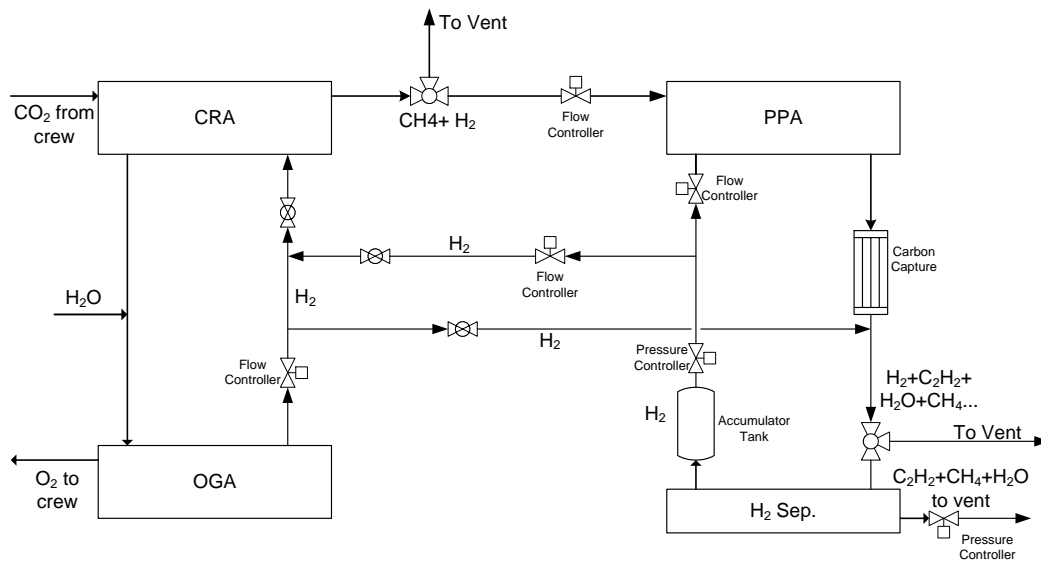 To Vent
CO₂ from
crew
CRA
CH4+ H₂
Flow
Controller
PPA
Flow
Controller
H₂
Flow
Controller
Carbon
Capture
H₂O
H₂
H₂
Flow
Controller
Pressure
Controller
H₂
Accumulator
Tank
H₂+C₂H₂+
H₂O+CH₄...
To Vent
O₂ to
crew
OGA
H₂ Sep.
C₂H₂+CH₄+H₂O
to vent
Pressure
Controller